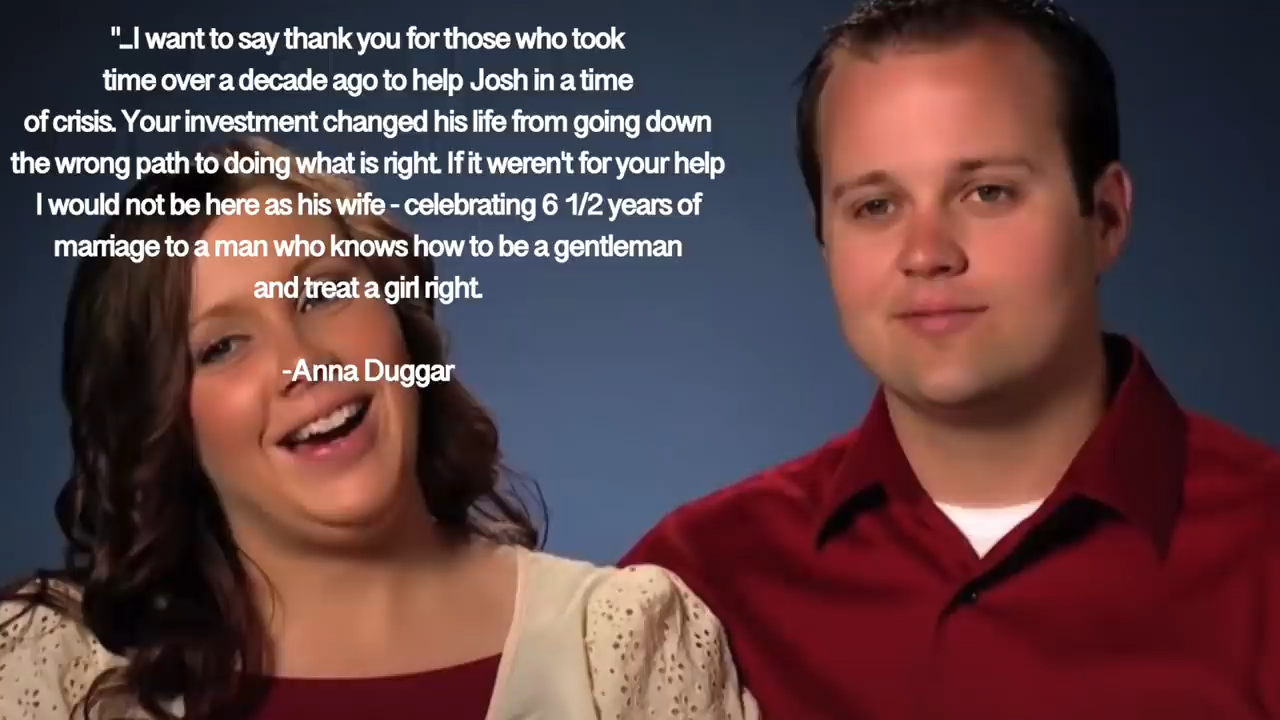 "...I want to say thank you for those who took
time over a decade ago to help Josh in a time
of crisis. Your investment changed his life from going down
the wrong path to doing what is right. If it weren't for your help
I would not be here as his wife - celebrating 6 1/2 years of
marriage to a man who knows how to be a gentleman
and treat a girl right.
-Anna Duggar